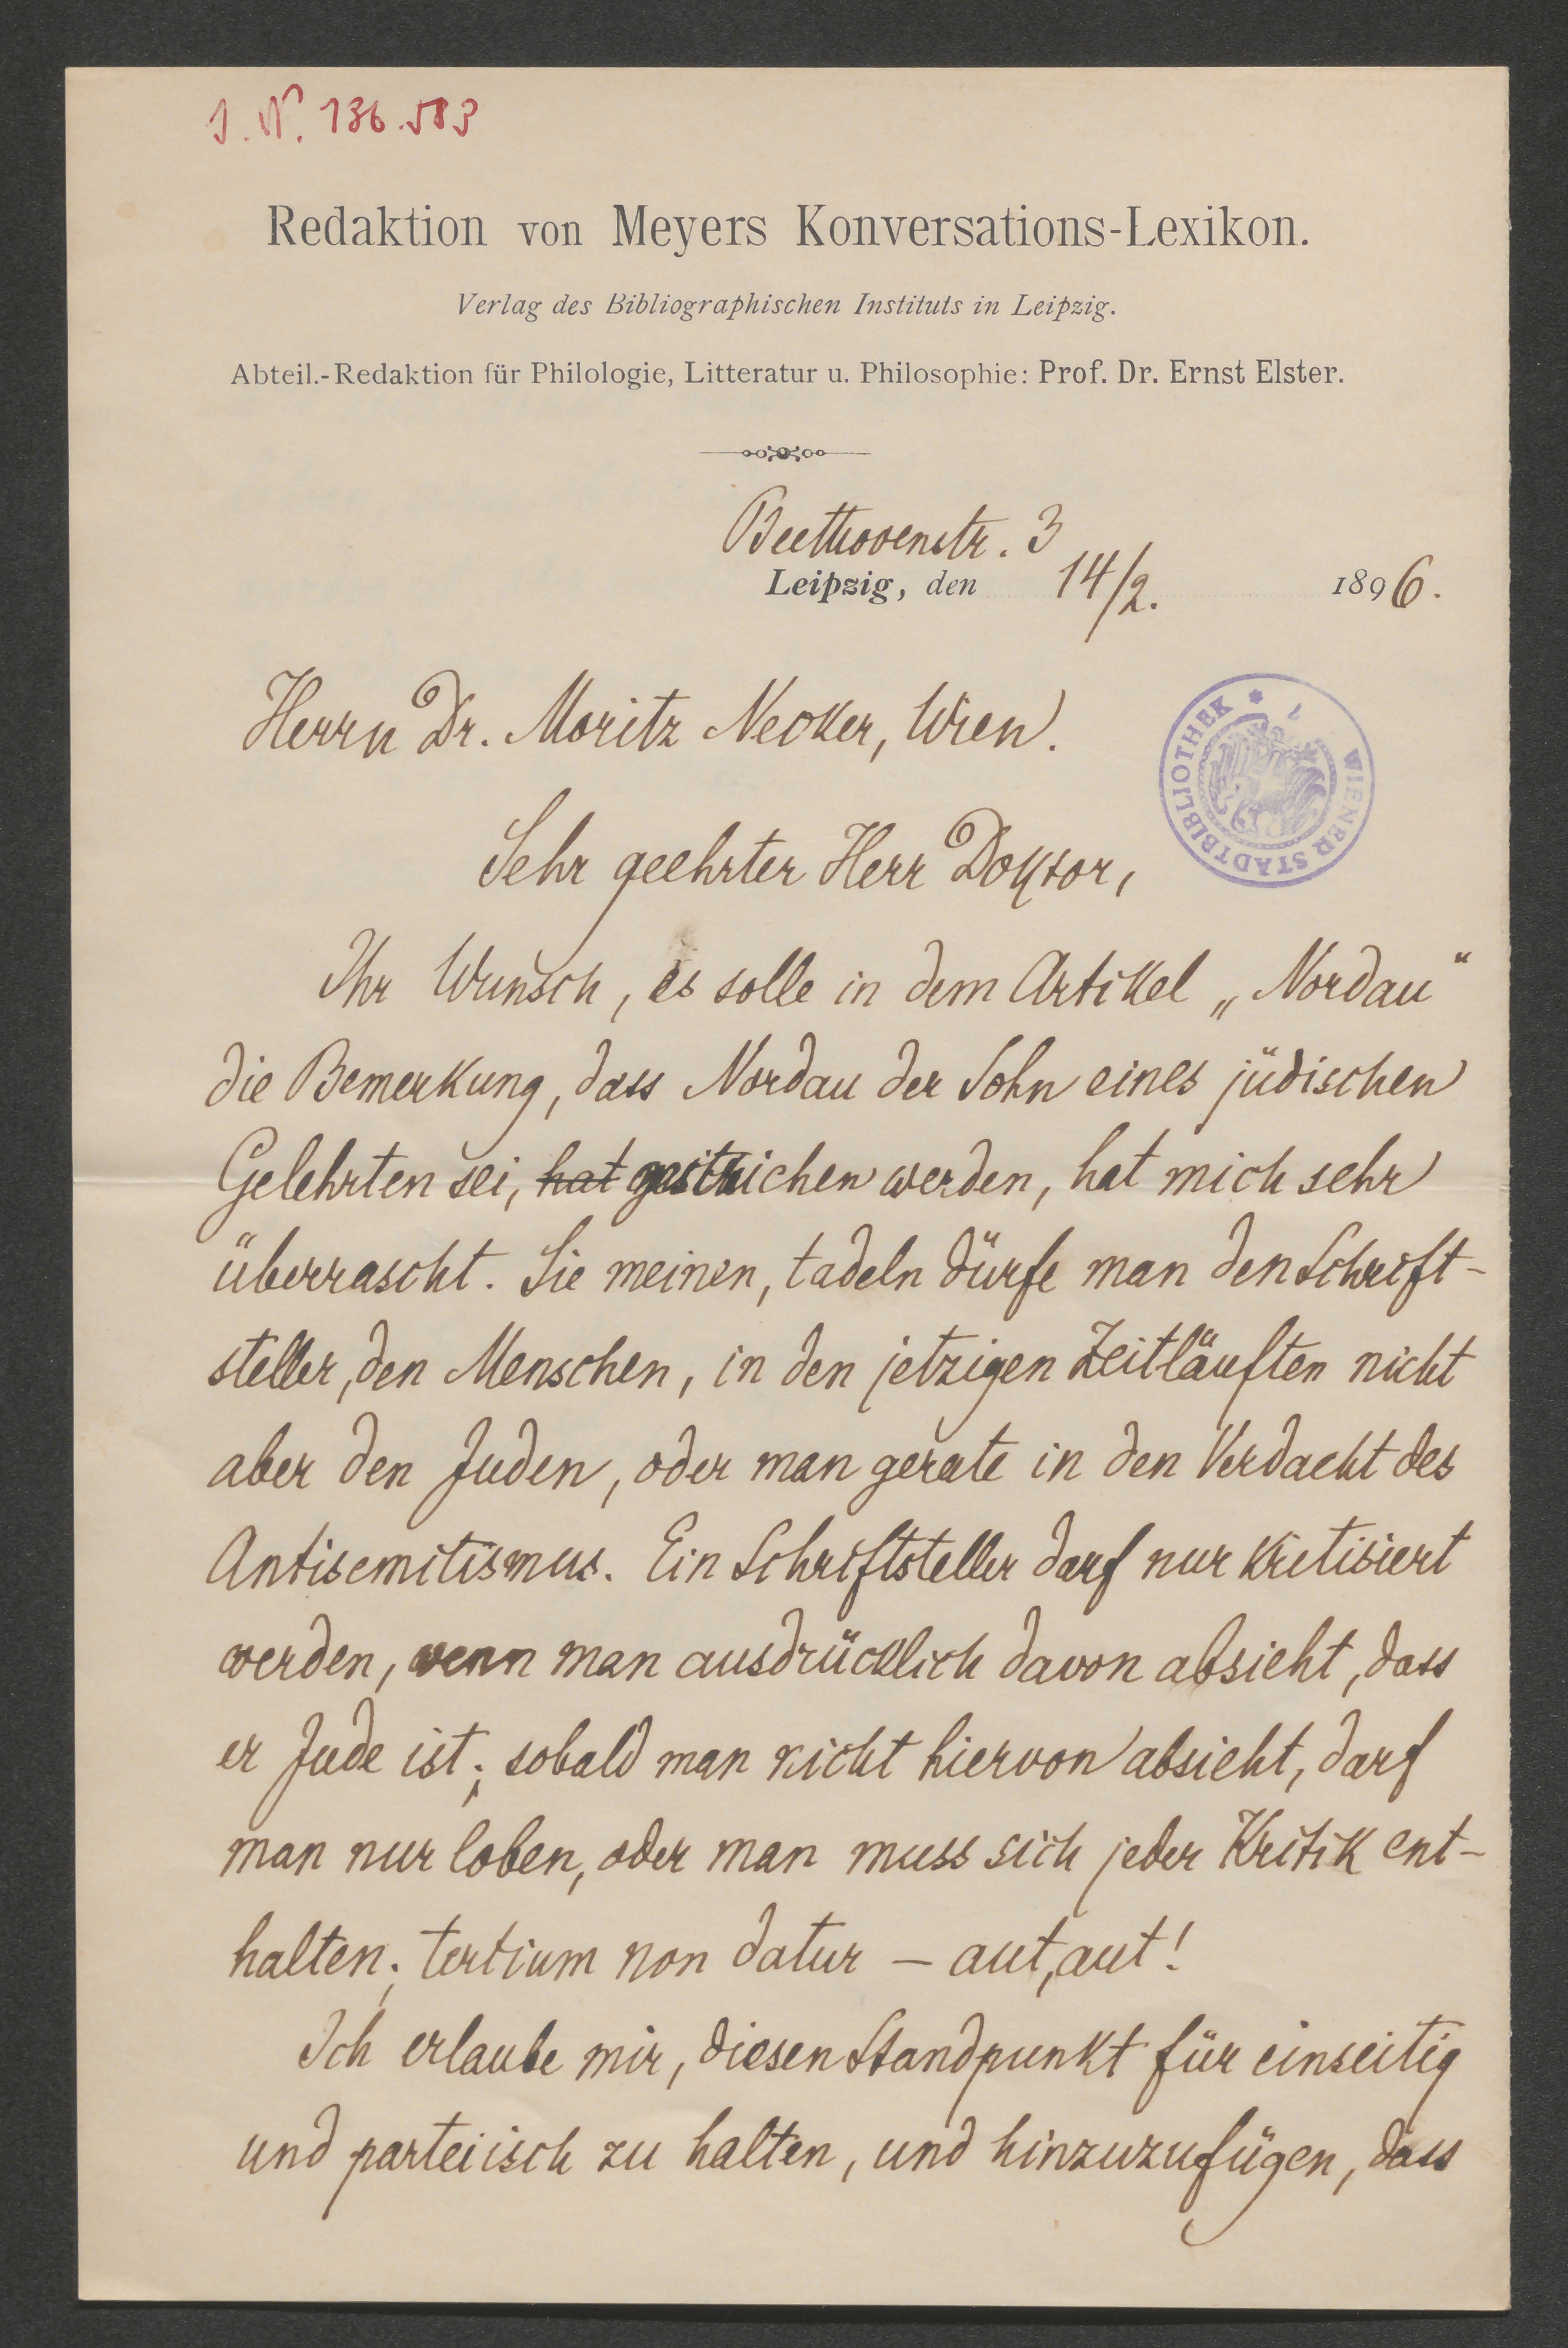 J. N. 136.583
Redaktion von Meyers Konversations-Lexikon.
Verlag des Bibliographischen Instituts in Leipzig.
Abteil.-Redaktion für Philologie, Litteratur u. Philosophie: Prof. Dr. Ernst Elster.
Beethovenstr. 3
Leipzig, den 14/2. 1896.
Herrn Dr. Moritz Necker, Wien.
WIENER STADTBIBLIOTHEK *
Sehr geehrter Herr Doktor,
Ihr Wunsch, es solle in dem Artikel „Nordau“
die Bemerkung, dass Nordau der Sohn eines jüdischen
Gelehrten sei, hat gestrichen werden, hat mich sehr
überrascht. Sie meinen, tadeln dürfe man den Schrift-
steller, den Menschen, in den jetzigen Zeitläuften nicht
aber den Juden, oder man gerate in den Verdacht des
Antisemitismus. Ein Schriftsteller darf nur kritisiert
werden, wenn man ausdrücklich davon absieht, dass
er Jude ist; sobald man nicht hiervon absieht, darf
man nur loben, oder man muss sich jeder Kritik ent-
halten; tertium non datur – aut, aut!
Ich erlaube mir, diesen Standpunkt für einseitig
und parteiisch zu halten, und hinzuzufügen, dass